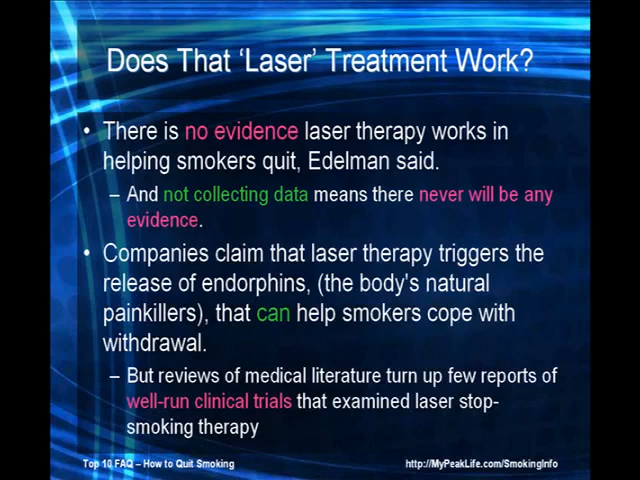 Does That ‘Laser’ Treatment Work?
• There is no evidence laser therapy works in
helping smokers quit, Edelman said.
– And not collecting data means there never will be any
evidence.
• Companies claim that laser therapy triggers the
release of endorphins, (the body's natural
painkillers), that can help smokers cope with
withdrawal.
– But reviews of medical literature turn up few reports of
well-run clinical trials that examined laser stop-
smoking therapy
Top 10 FAQ – How to Quit Smoking
http://MyPeakLife.com/SmokingInfo